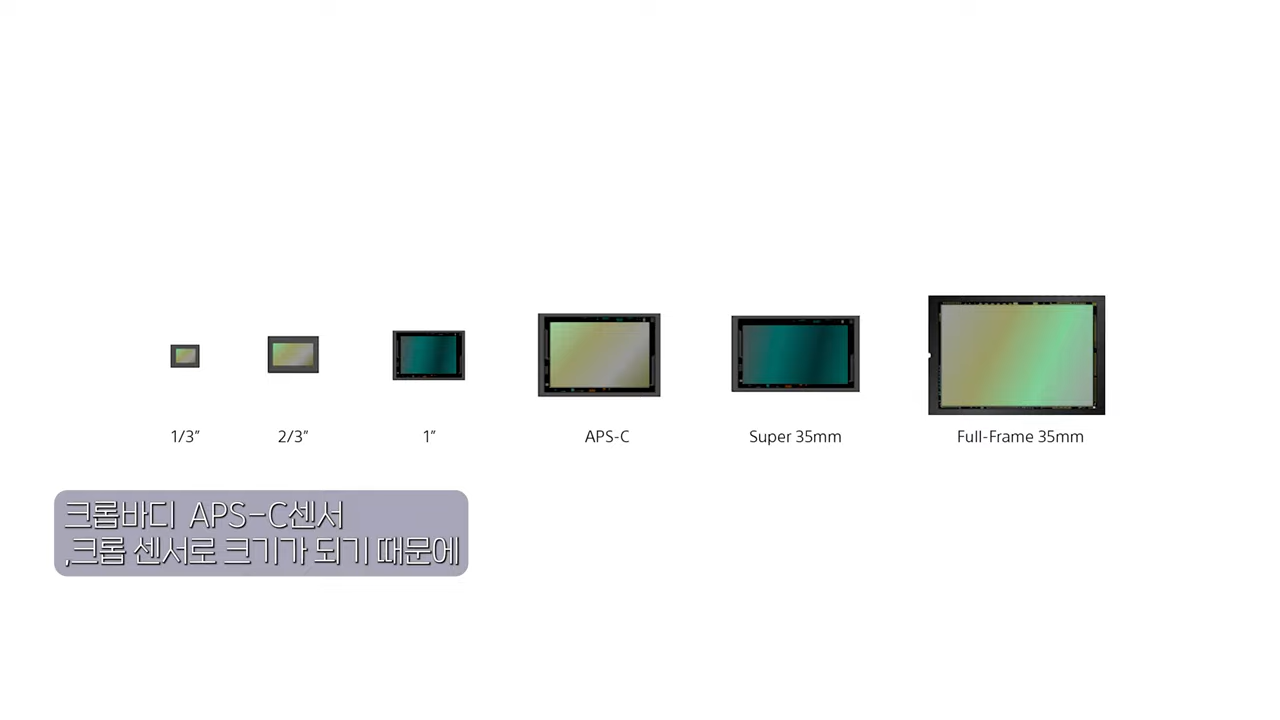 1/3”
2/3”
1”
APS-C
Super 35mm
Full-Frame 35mm
크롭바디 APS-C센서
,크롭 센서로 크기가 되기 때문에